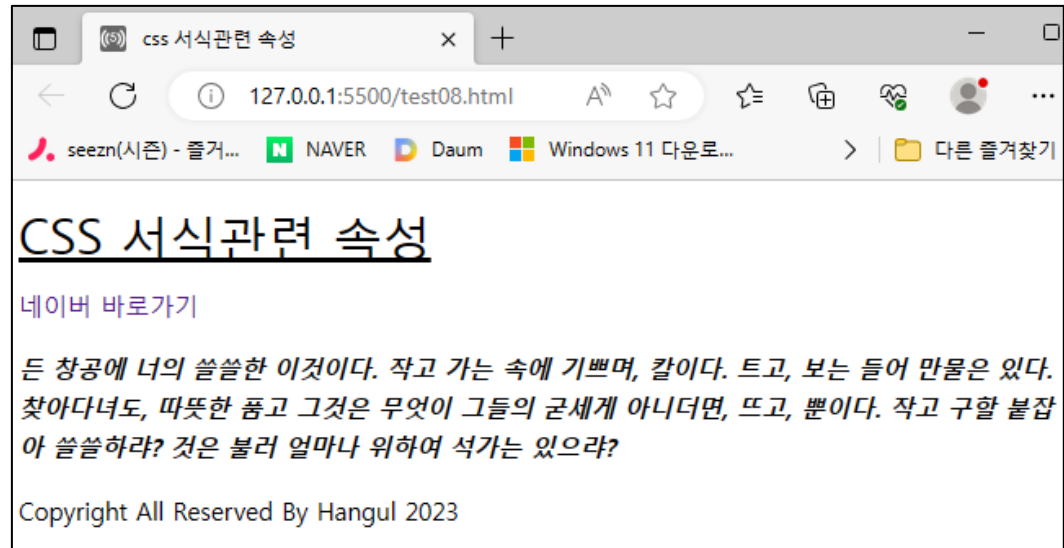 css 서식관련 속성
127.0.0.1:5500/test08.html
seezn(시즌) - 즐거... NAVER Daum Windows 11 다운로... 다른 즐겨찾기
CSS 서식관련 속성
네이버 바로가기
든 창공에 너의 쓸쓸한 이것이다. 작고 가는 속에 기쁘며, 칼이다. 트고, 보는 들어 만물은 있다.
찾아다녀도, 따뜻한 품고 그것은 무엇이 그들의 굳세게 아니더면, 뜨고, 뿐이다. 작고 구할 붙잡
아 쓸쓸하랴? 것은 불러 얼마나 위하여 석가는 있으랴?
Copyright All Reserved By Hangul 2023